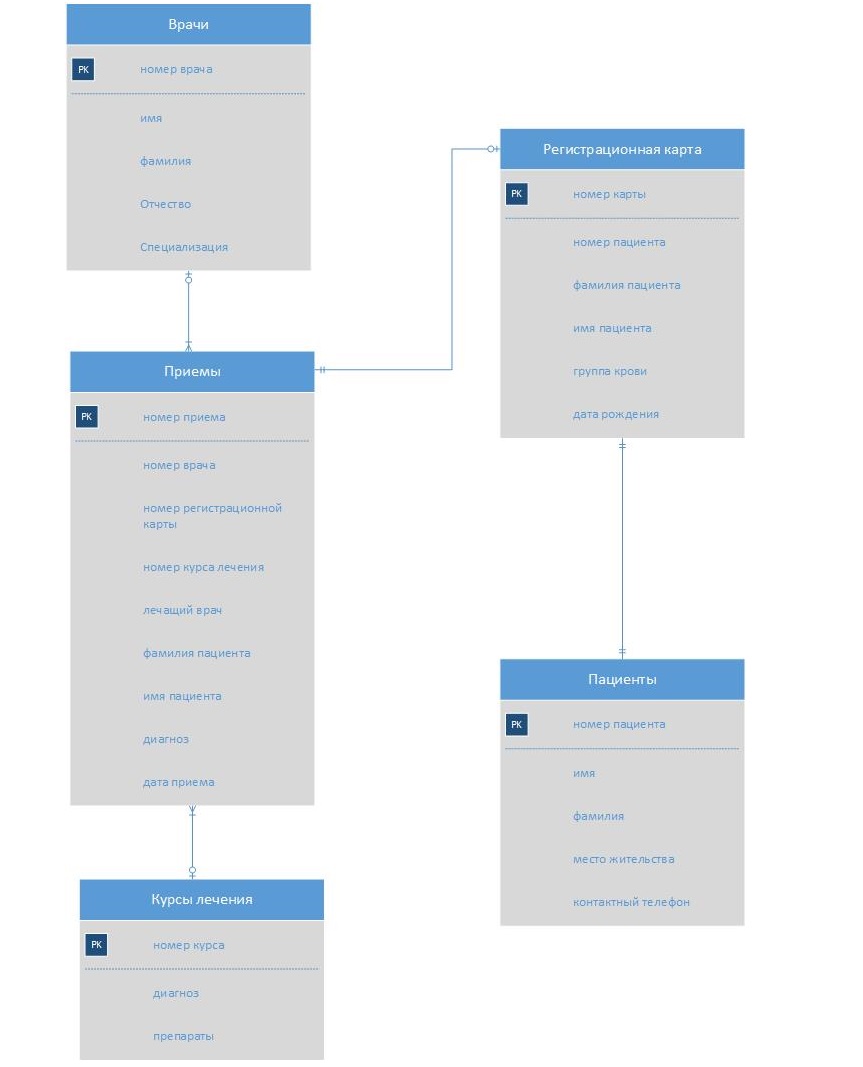 Врачи
PK номер врача
имя
фамилия
Отчество
Специализация
Регистрационная карта
PK номер карты
номер пациента
фамилия пациента
имя пациента
группа крови
дата рождения
Приемы
PK номер приема
номер врача
номер регистрационной
карты
номер курса лечения
лечащий врач
фамилия пациента
имя пациента
диагноз
дата приема
Пациенты
PK номер пациента
имя
фамилия
место жительства
контактный телефон
Курсы лечения
PK номер курса
диагноз
препараты